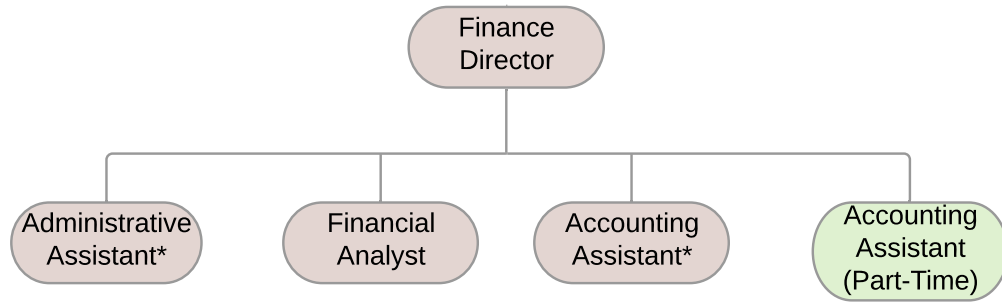 Finance
Director
Administrative
Assistant*
Financial
Analyst
Accounting
Assistant*
Accounting
Assistant
(Part-Time)